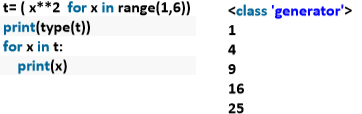 t= ( x**2 for x in range(1,6))
print(type(t))
for x in t:
    print(x)
<class 'generator'>
1
4
9
16
25